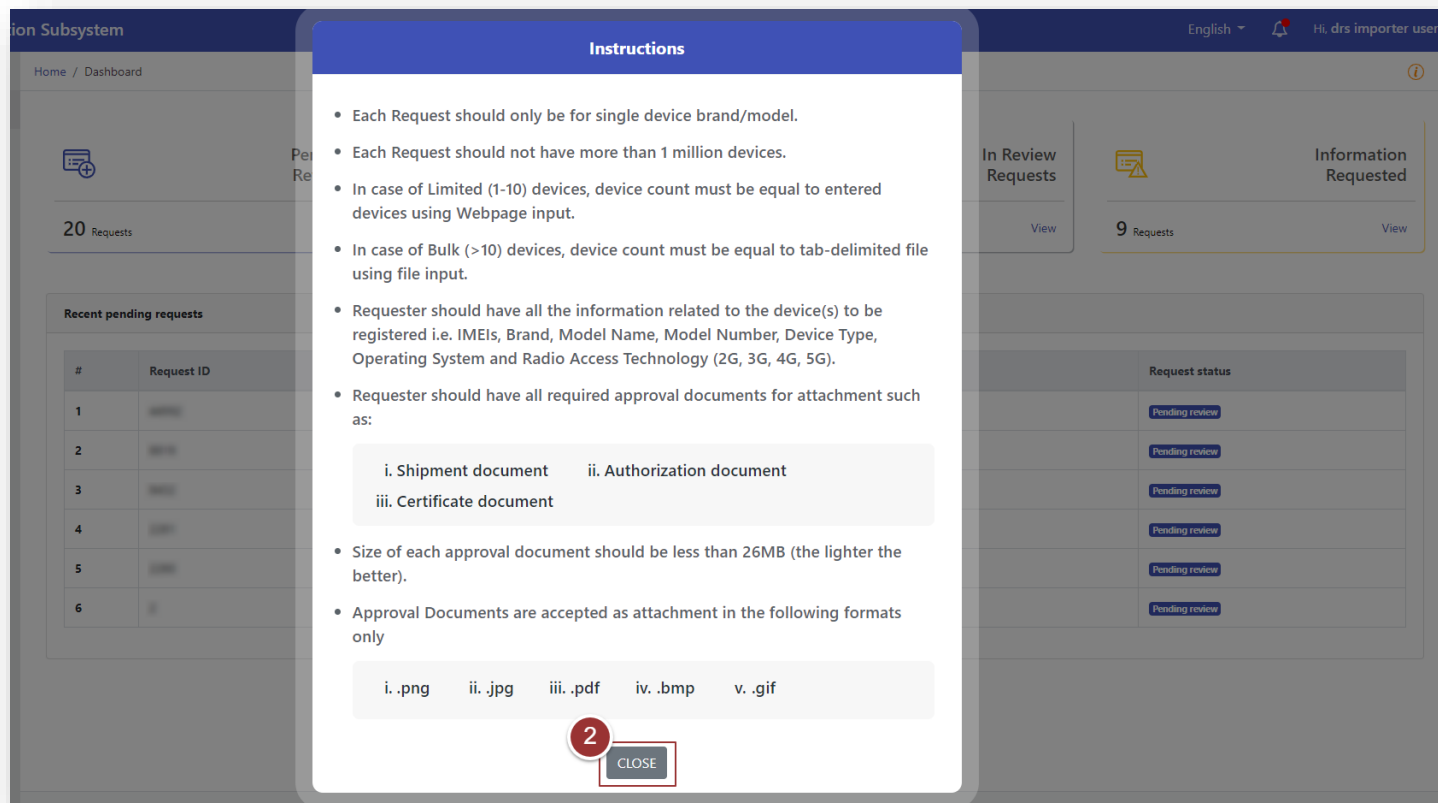 ion Subsystem
English
Hi, drs importer user
Home / Dashboard
Instructions
• Each Request should only be for single device brand/model.
• Each Request should not have more than 1 million devices.
• In case of Limited (1-10) devices, device count must be equal to entered
devices using Webpage input.
• In case of Bulk (>10) devices, device count must be equal to tab-delimited file
using file input.
• Requester should have all the information related to the device(s) to be
registered i.e. IMEIs, Brand, Model Name, Model Number, Device Type,
Operating System and Radio Access Technology (2G, 3G, 4G, 5G).
• Requester should have all required approval documents for attachment such
as:
i. Shipment document ii. Authorization document
iii. Certificate document
• Size of each approval document should be less than 26MB (the lighter the
better).
• Approval Documents are accepted as attachment in the following formats
only
i. .png ii. .jpg iii. .pdf iv. .bmp v. .gif
2
CLOSE
Per
Re
20 Requests
In Review
Requests
View
Information
Requested
9 Requests View
Recent pending requests
# Request ID Request status
1 Pending review
2 Pending review
3 Pending review
4 Pending review
5 Pending review
6 Pending review